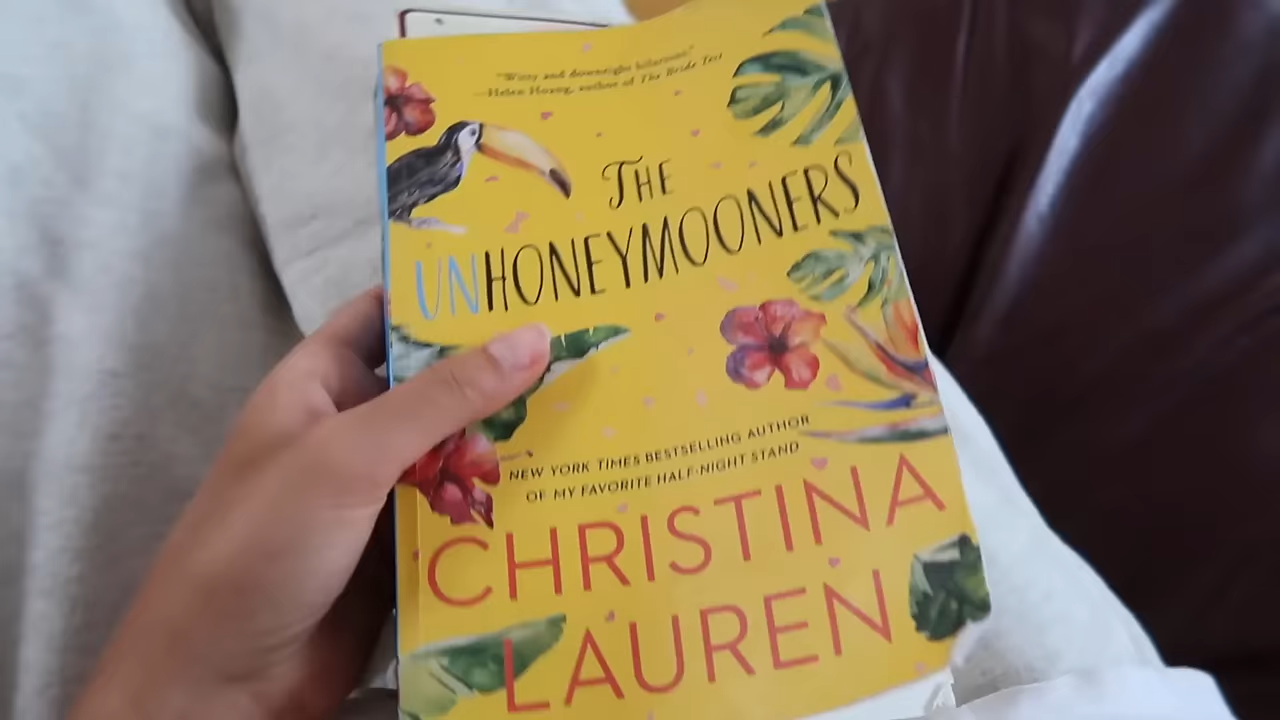 "Witty and downright hilarious."
—Helen Hoang, author of The Bride Test
THE
UNHONEYMOONERS
NEW YORK TIMES BESTSELLING AUTHOR
OF MY FAVORITE HALF-NIGHT STAND
CHRISTINA
LAUREN